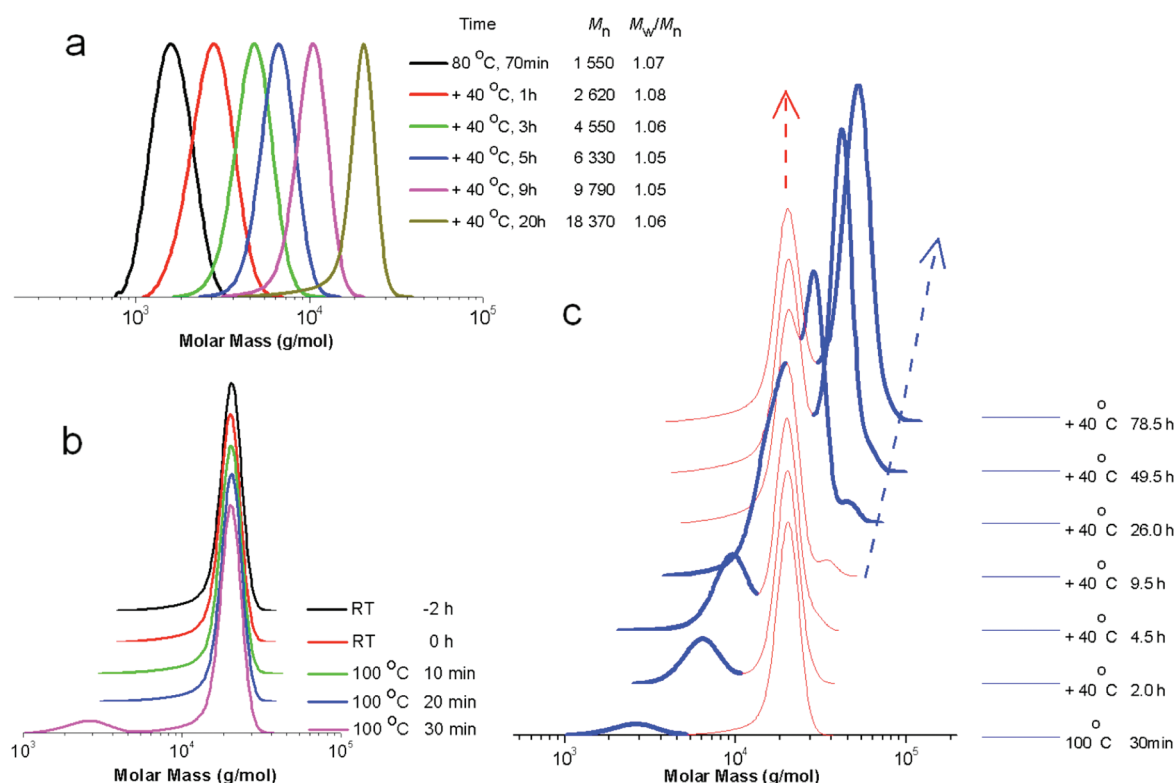 a
Time Mn Mw/Mn
80 °C, 70min 1 550 1.07
+ 40 °C, 1h 2 620 1.08
+ 40 °C, 3h 4 550 1.06
+ 40 °C, 5h 6 330 1.05
+ 40 °C, 9h 9 790 1.05
+ 40 °C, 20h 18 370 1.06
10³ 10⁴ 10⁵
Molar Mass (g/mol)
b
RT -2 h
RT 0 h
100 °C 10 min
100 °C 20 min
100 °C 30 min
10³ 10⁴ 10⁵
Molar Mass (g/mol)
c
+ 40 °C 78.5 h
+ 40 °C 49.5 h
+ 40 °C 26.0 h
+ 40 °C 9.5 h
+ 40 °C 4.5 h
+ 40 °C 2.0 h
100 °C 30min
10³ 10⁴ 10⁵
Molar Mass (g/mol)